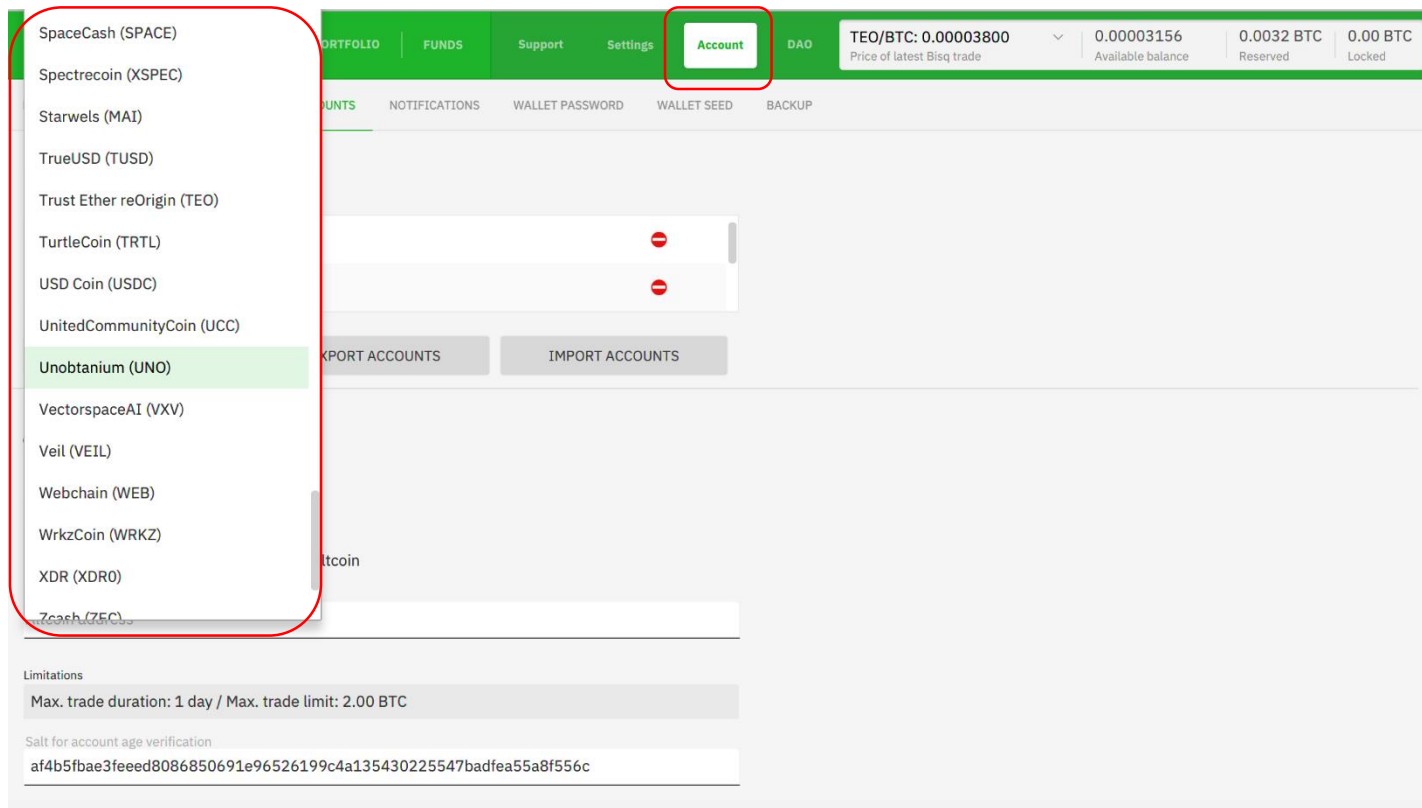 SpaceCash (SPACE)
Spectrecoin (XSPEC)
Starwels (MAI)
TrueUSD (TUSD)
Trust Ether reOrigin (TEO)
TurtleCoin (TRTL)
USD Coin (USDC)
UnitedCommunityCoin (UCC)
Unobtanium (UNO)
VectorspaceAI (VXV)
Veil (VEIL)
Webchain (WEB)
WrkzCoin (WRKZ)
XDR (XDR0)
Zcash (ZEC)
ORTFOLIO
FUNDS
Support
Settings
Account
DAO
TEO/BTC: 0.00003800
Price of latest Bisq trade
0.00003156
Available balance
0.0032 BTC
Reserved
0.00 BTC
Locked
OUNTS
NOTIFICATIONS
WALLET PASSWORD
WALLET SEED
BACKUP
XPORT ACCOUNTS
IMPORT ACCOUNTS
ltcoin
address
Limitations
Max. trade duration: 1 day / Max. trade limit: 2.00 BTC
Salt for account age verification
af4b5fbae3feeed8086850691e96526199c4a135430225547badfea55a8f556c